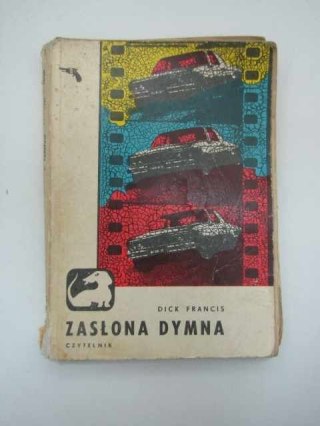 DICK FRANCIS
ZASŁONA DYMNA
CZYTELNIK